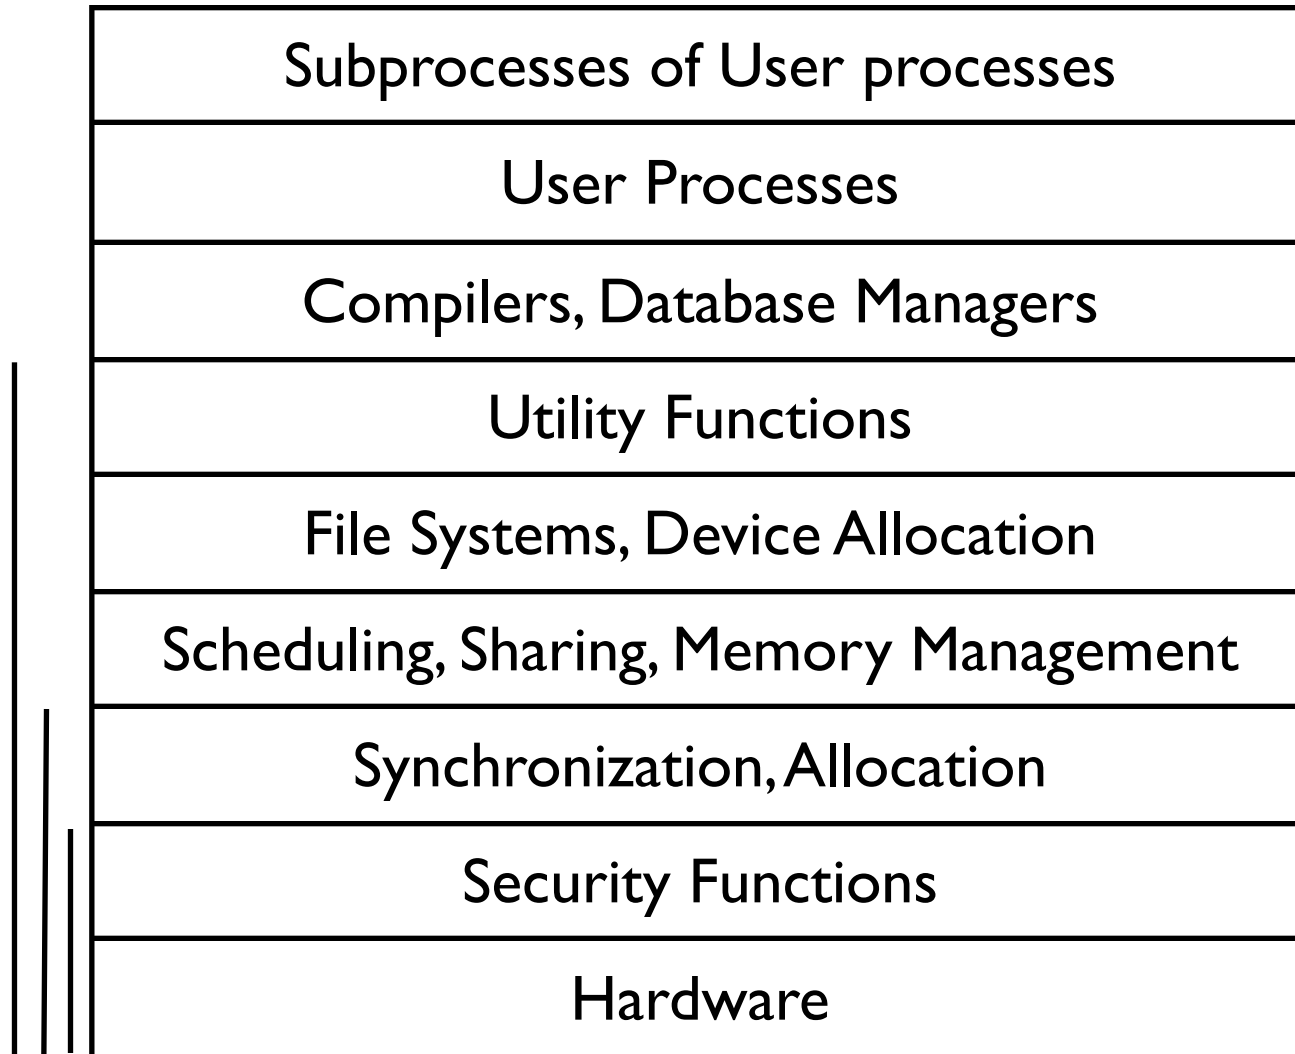 Subprocesses of User processes
User Processes
Compilers, Database Managers
Utility Functions
File Systems, Device Allocation
Scheduling, Sharing, Memory Management
Synchronization, Allocation
Security Functions
Hardware